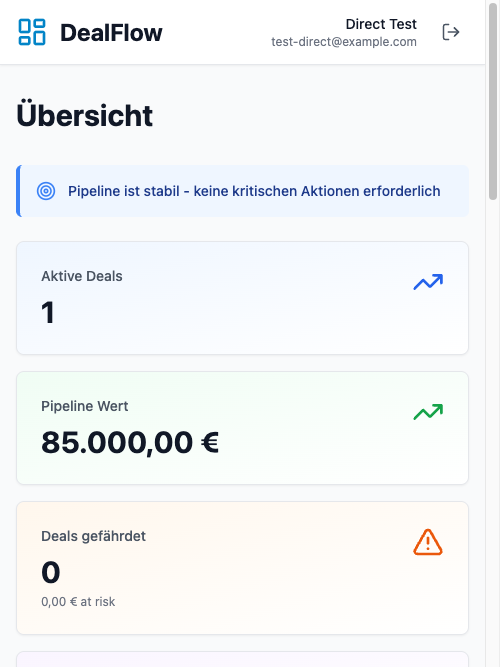 DealFlow
Direct Test
test-direct@example.com
Übersicht
Pipeline ist stabil - keine kritischen Aktionen erforderlich
Aktive Deals
1
Pipeline Wert
85.000,00 €
Deals gefährdet
0
0,00 € at risk